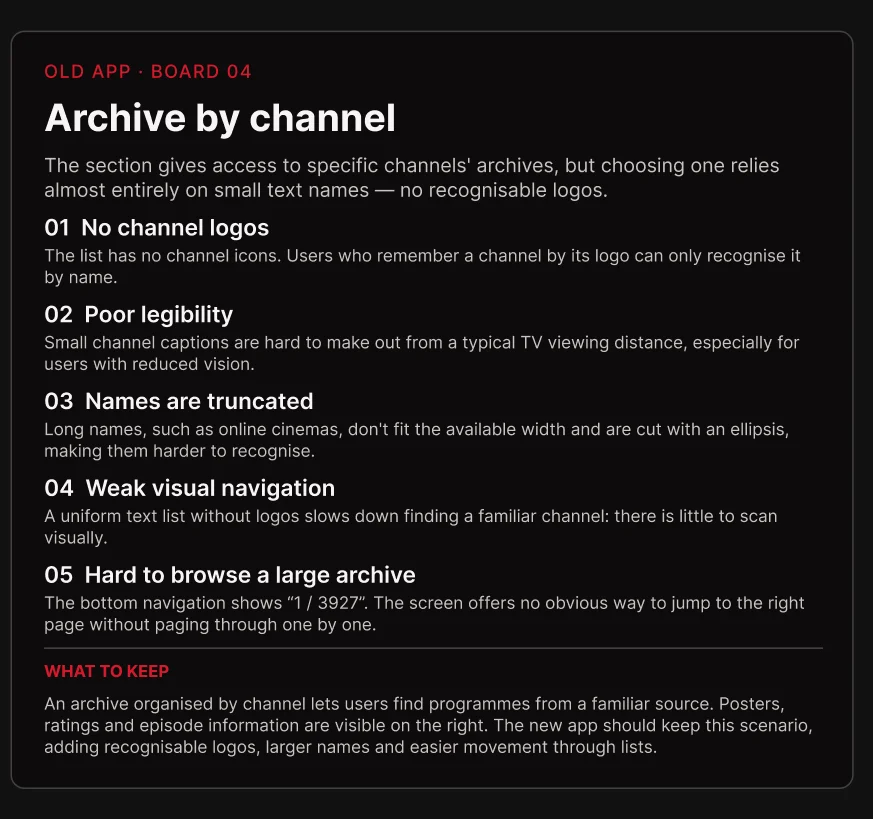 OLD APP · BOARD 04
Archive by channel
The section gives access to specific channels' archives, but choosing one relies
almost entirely on small text names — no recognisable logos.
01 No channel logos
The list has no channel icons. Users who remember a channel by its logo can only recognise it
by name.
02 Poor legibility
Small channel captions are hard to make out from a typical TV viewing distance, especially for
users with reduced vision.
03 Names are truncated
Long names, such as online cinemas, don't fit the available width and are cut with an ellipsis,
making them harder to recognise.
04 Weak visual navigation
A uniform text list without logos slows down finding a familiar channel: there is little to scan
visually.
05 Hard to browse a large archive
The bottom navigation shows “1 / 3927”. The screen offers no obvious way to jump to the right
page without paging through one by one.
WHAT TO KEEP
An archive organised by channel lets users find programmes from a familiar source. Posters,
ratings and episode information are visible on the right. The new app should keep this scenario,
adding recognisable logos, larger names and easier movement through lists.